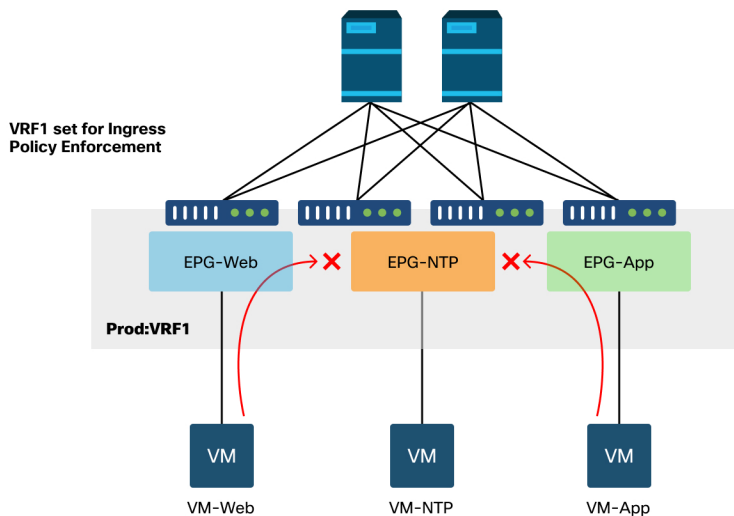 VRF1 set for Ingress
Policy Enforcement
EPG-Web
EPG-NTP
EPG-App
Prod:VRF1
VM
VM
VM
VM-Web
VM-NTP
VM-App